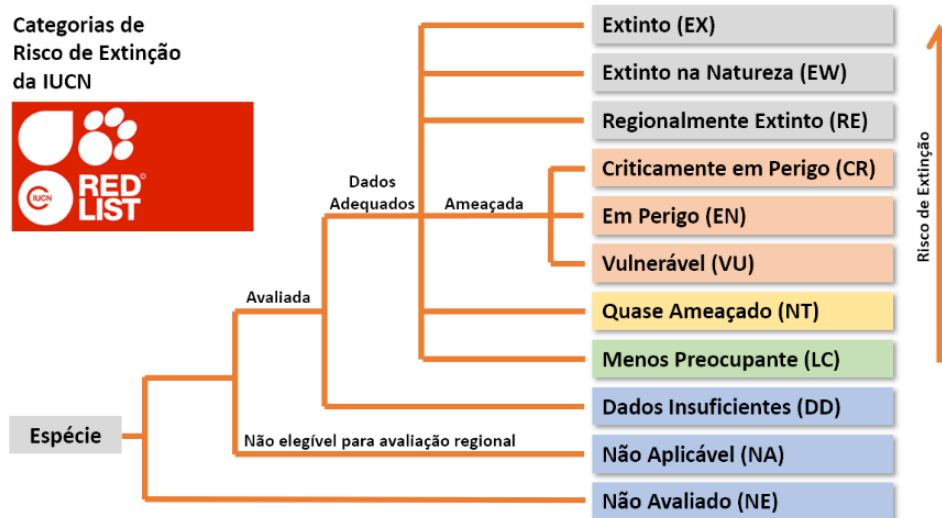 Categorias de
Risco de Extinção
da IUCN
IUCN
RED
LIST
Espécie
Avaliada
Não elegível para avaliação regional
Dados
Adequados
Ameaçada
Extinto (EX)
Extinto na Natureza (EW)
Regionalmente Extinto (RE)
Criticamente em Perigo (CR)
Em Perigo (EN)
Vulnerável (VU)
Quase Ameaçado (NT)
Menos Preocupante (LC)
Dados Insuficientes (DD)
Não Aplicável (NA)
Não Avaliado (NE)
Risco de Extinção